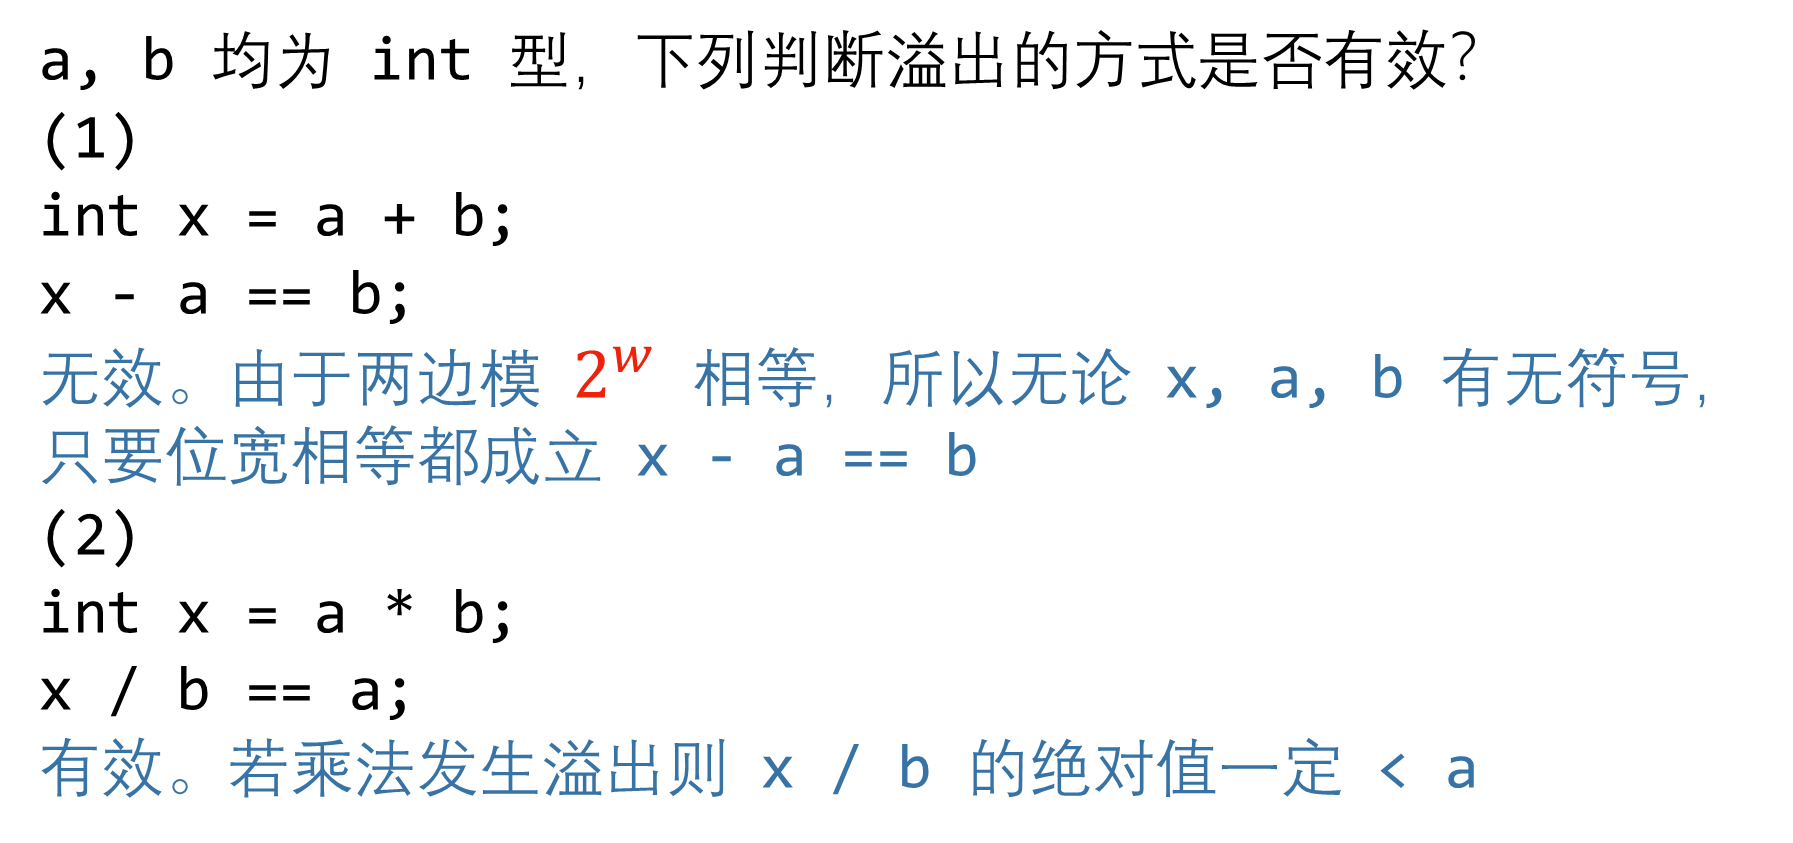 a, b 均为 int 型，下列判断溢出的方式是否有效？
(1)
int x = a + b;
x - a == b;
无效。由于两边模 2^w 相等，所以无论 x, a, b 有无符号，
只要位宽相等都成立 x - a == b
(2)
int x = a * b;
x / b == a;
有效。若乘法发生溢出则 x / b 的绝对值一定 < a